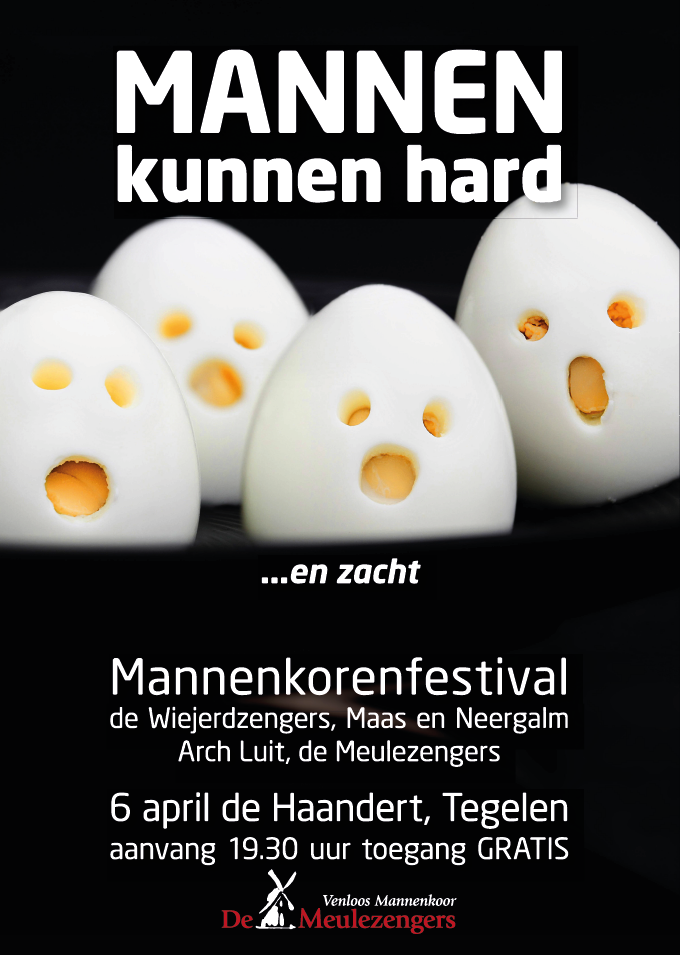 MANNEN
kunnen hard
...en zacht
Mannenkorenfestival
de Wiejerdzengers, Maas en Neergalm
Arch Luit, de Meulezengers
6 april de Haandert, Tegelen
aanvang 19.30 uur toegang GRATIS
Venloos Mannenkoor
De Meulezengers